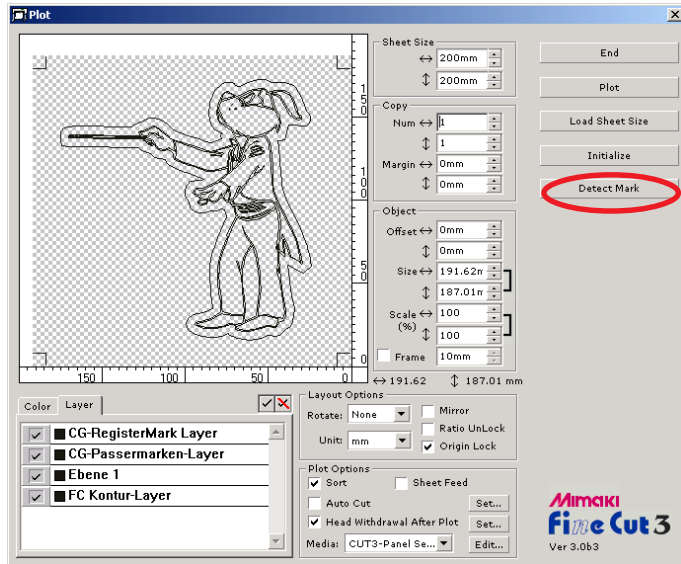 Plot
Sheet Size
200mm
200mm
Copy
Num 1
1
Margin 0mm
0mm
Object
Offset 0mm
0mm
Size 191.62m
187.01m
Scale 100
(%) 100
Frame 10mm
191.62 187.01 mm
End
Plot
Load Sheet Size
Initialize
Detect Mark
150
100
50
0
150
100
50
0
Color Layer
CG-RegisterMark Layer
CG-Passermarken-Layer
Ebene 1
FC Kontur-Layer
Layout Options
Rotate: None
Mirror
Ratio UnLock
Unit: mm
Origin Lock
Plot Options
Sort Sheet Feed
Auto Cut Set...
Head Withdrawal After Plot Set...
Media: CUT3-Panel Se... Edit...
Mimaki
Fine Cut 3
Ver 3.0b3